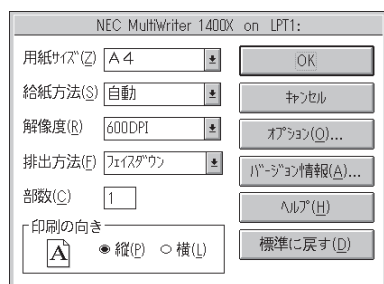 NEC MultiWriter 1400X on LPT1:
用紙ｻｲｽﾞ(Z) A4
給紙方法(S) 自動
解像度(R) 600DPI
排出方法(F) ﾌｪｲｽﾀﾞｳﾝ
部数(C) 1
印刷の向き
A
縦(P) 横(L)
OK
ｷｬﾝｾﾙ
ｵﾌﾟｼｮﾝ(O)...
ﾊﾞｰｼﾞｮﾝ情報(A)...
ﾍﾙﾌﾟ(H)
標準に戻す(D)